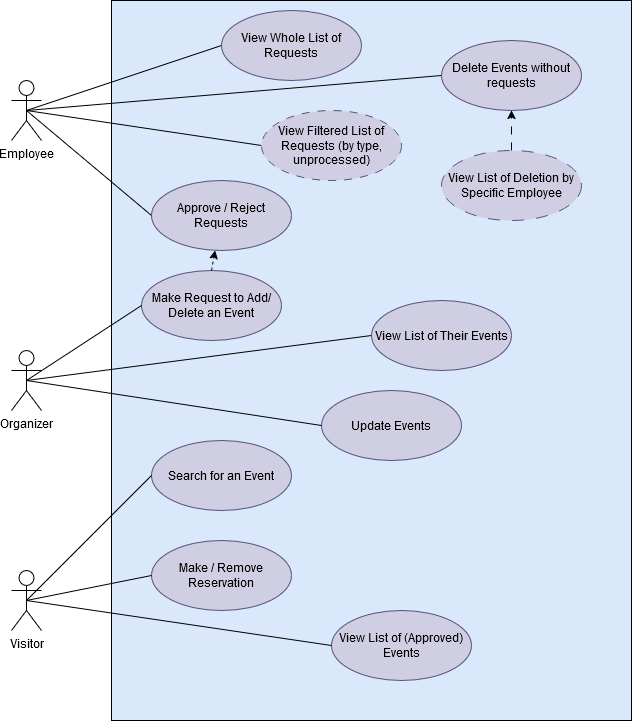 View Whole List of
Requests
Delete Events without
requests
Employee
View Filtered List of
Requests (by type,
unprocessed)
View List of Deletion by
Specific Employee
Approve / Reject
Requests
Make Request to Add/
Delete an Event
View List of Their Events
Organizer
Update Events
Search for an Event
Make / Remove
Reservation
Visitor
View List of (Approved)
Events